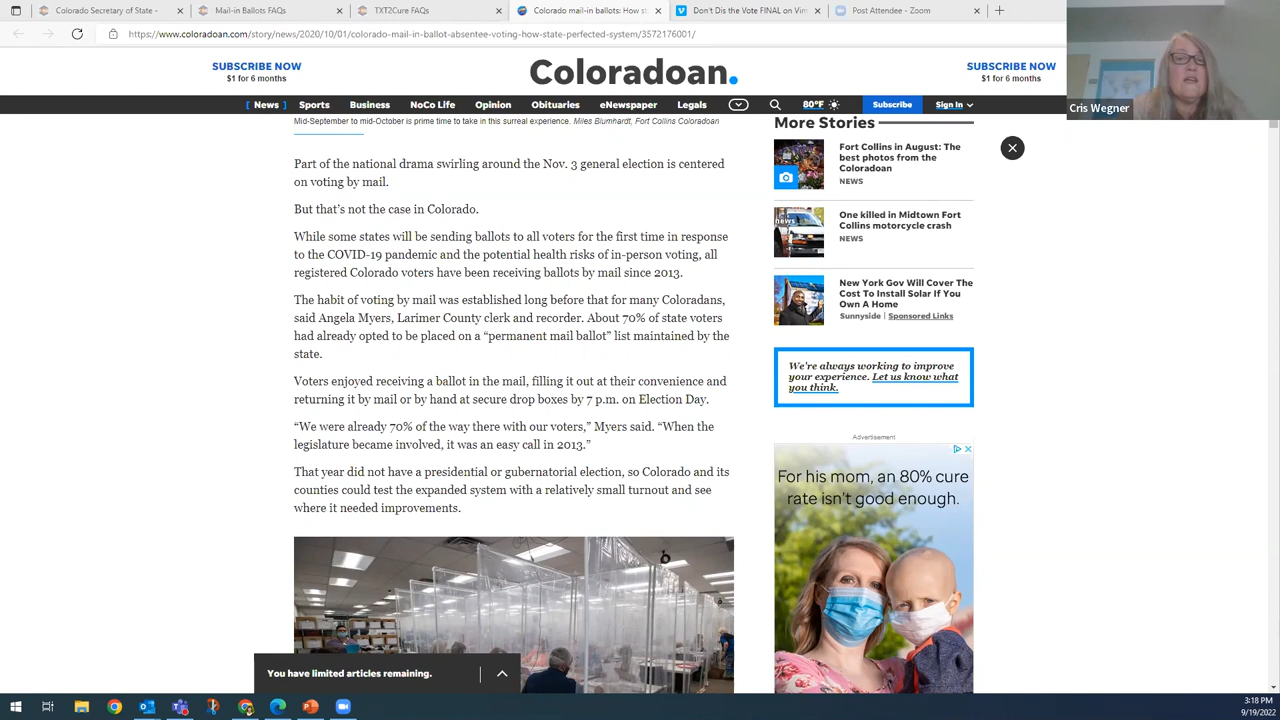 Colorado Secretary of State -
Mail-in Ballots FAQs
TXT2Cure FAQs
Colorado mail-in ballots: How st
Don't Dis the Vote FINAL on Vim
Post Attendee - Zoom
https://www.coloradoan.com/story/news/2020/10/01/colorado-mail-in-ballot-absentee-voting-how-state-perfected-system/3572176001/
SUBSCRIBE NOW
$1 for 6 months
Coloradoan.
SUBSCRIBE NOW
$1 for 6 months
Cris Wegner
[ News ] Sports Business NoCo Life Opinion Obituaries eNewspaper Legals 80°F Subscribe Sign In
Mid-September to mid-October is prime time to take in this surreal experience. Miles Blumhardt, Fort Collins Coloradoan
Part of the national drama swirling around the Nov. 3 general election is centered
on voting by mail.
But that's not the case in Colorado.
While some states will be sending ballots to all voters for the first time in response
to the COVID-19 pandemic and the potential health risks of in-person voting, all
registered Colorado voters have been receiving ballots by mail since 2013.
The habit of voting by mail was established long before that for many Coloradans,
said Angela Myers, Larimer County clerk and recorder. About 70% of state voters
had already opted to be placed on a “permanent mail ballot” list maintained by the
state.
Voters enjoyed receiving a ballot in the mail, filling it out at their convenience and
returning it by mail or by hand at secure drop boxes by 7 p.m. on Election Day.
“We were already 70% of the way there with our voters,” Myers said. “When the
legislature became involved, it was an easy call in 2013.”
That year did not have a presidential or gubernatorial election, so Colorado and its
counties could test the expanded system with a relatively small turnout and see
where it needed improvements.
You have limited articles remaining.
More Stories
Fort Collins in August: The
best photos from the
Coloradoan
NEWS
news
One killed in Midtown Fort
Collins motorcycle crash
NEWS
New York Gov Will Cover The
Cost To Install Solar If You
Own A Home
Sunnyside | Sponsored Links
We're always working to improve
your experience. Let us know what
you think.
Advertisement
For his mom, an 80% cure
rate isn't good enough.
3:18 PM
9/19/2022